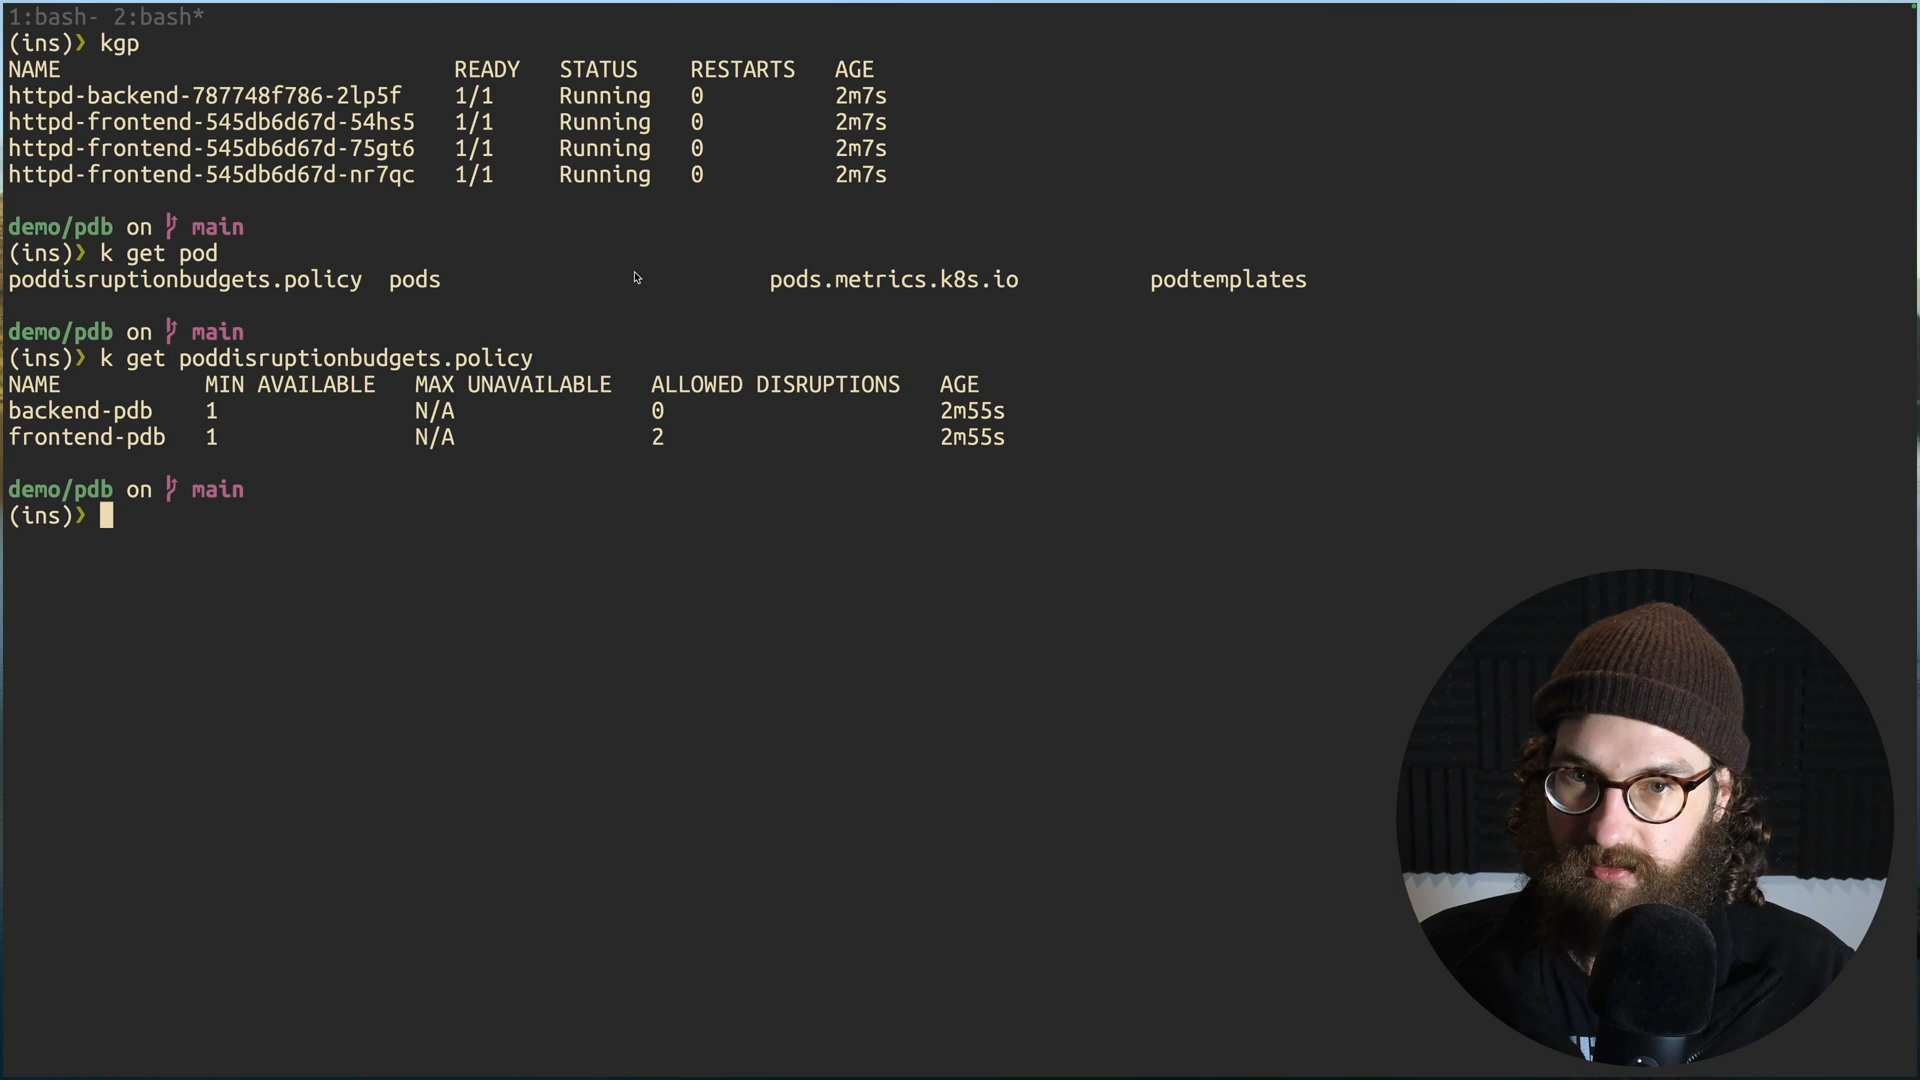 1:bash- 2:bash*
(ins)❯ kgp
NAME READY STATUS RESTARTS AGE
httpd-backend-787748f786-2lp5f 1/1 Running 0 2m7s
httpd-frontend-545db6d67d-54hs5 1/1 Running 0 2m7s
httpd-frontend-545db6d67d-75gt6 1/1 Running 0 2m7s
httpd-frontend-545db6d67d-nr7qc 1/1 Running 0 2m7s
demo/pdb on main
(ins)❯ k get pod
poddisruptionbudgets.policy pods pods.metrics.k8s.io podtemplates
demo/pdb on main
(ins)❯ k get poddisruptionbudgets.policy
NAME MIN AVAILABLE MAX UNAVAILABLE ALLOWED DISRUPTIONS AGE
backend-pdb 1 N/A 0 2m55s
frontend-pdb 1 N/A 2 2m55s
demo/pdb on main
(ins)❯